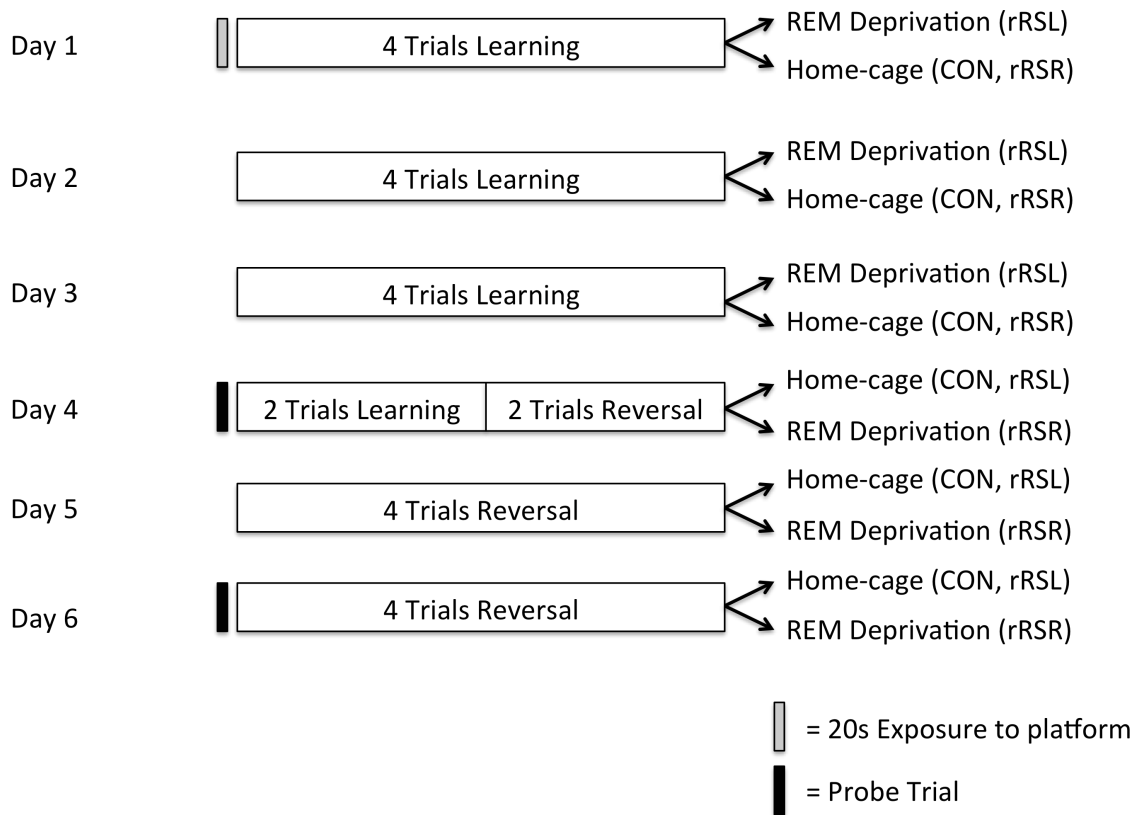 Day 1
4 Trials Learning
REM Deprivation (rRSL)
Home-cage (CON, rRSR)
Day 2
4 Trials Learning
REM Deprivation (rRSL)
Home-cage (CON, rRSR)
Day 3
4 Trials Learning
REM Deprivation (rRSL)
Home-cage (CON, rRSR)
Day 4
2 Trials Learning
2 Trials Reversal
Home-cage (CON, rRSL)
REM Deprivation (rRSR)
Day 5
4 Trials Reversal
Home-cage (CON, rRSL)
REM Deprivation (rRSR)
Day 6
4 Trials Reversal
Home-cage (CON, rRSL)
REM Deprivation (rRSR)
= 20s Exposure to platform
= Probe Trial